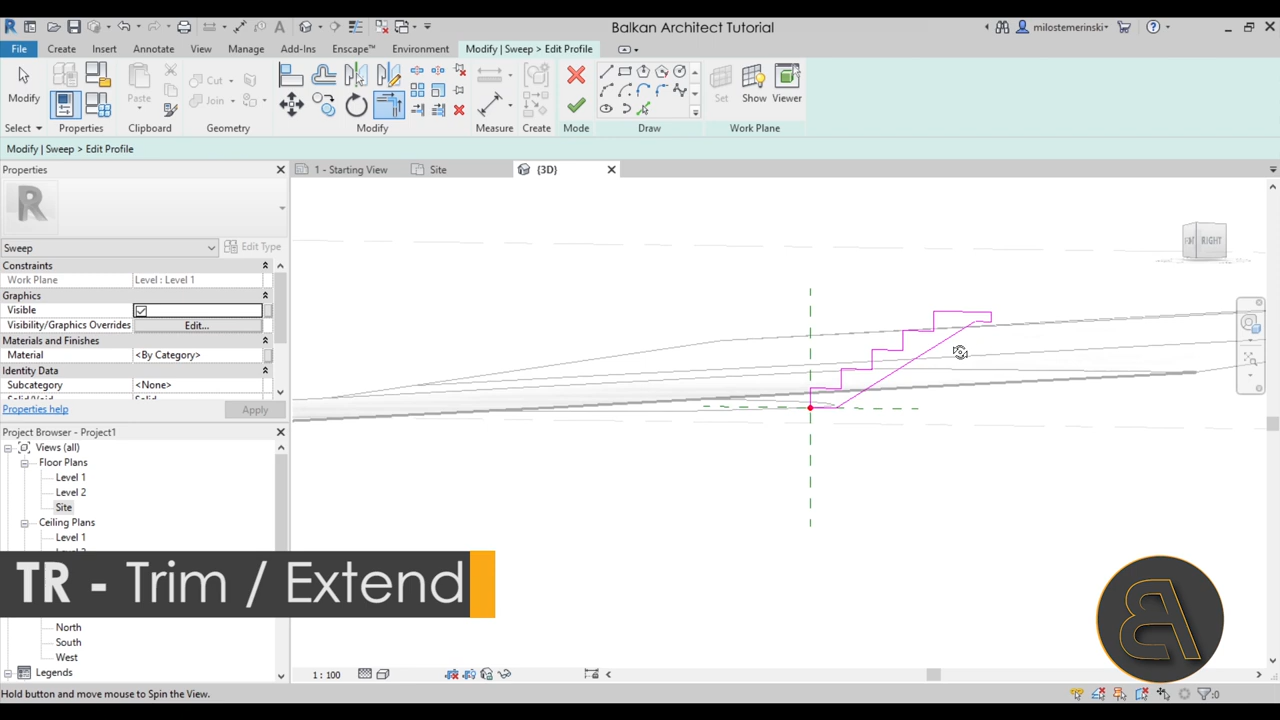 Balkan Architect Tutorial
milostemerinski
File Create Insert Annotate View Manage Add-Ins Enscape™ Environment Modify | Sweep > Edit Profile
Modify Paste Cut Join Set Show Viewer
Select Properties Clipboard Geometry Modify Measure Create Mode Draw Work Plane
Modify | Sweep > Edit Profile
Properties
1 - Starting View Site {3D}
RIGHT
Sweep Edit Type
Constraints
Work Plane Level : Level 1
Graphics
Visible
Visibility/Graphics Overrides Edit...
Materials and Finishes
Material <By Category>
Identity Data
Subcategory <None>
Properties help Apply
Project Browser - Project1
Views (all)
Floor Plans
Level 1
Level 2
Site
Ceiling Plans
Level 1
TR - Trim / Extend
North
South
West
Legends
1 : 100
Hold button and move mouse to Spin the View.
:0